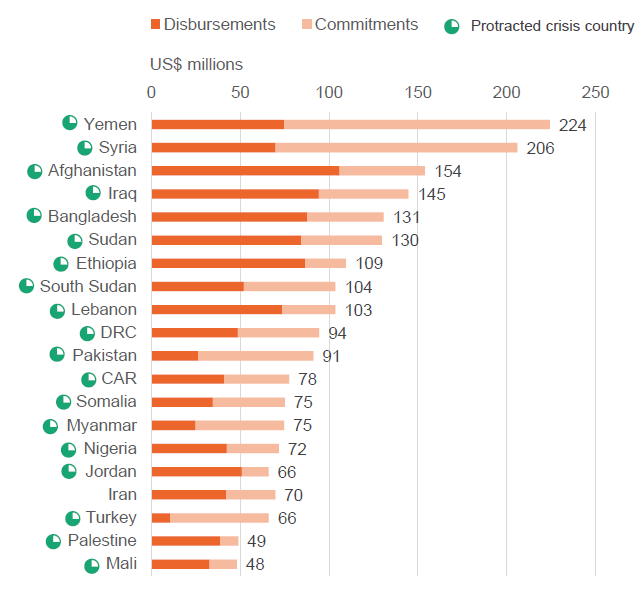 Disbursements Commitments Protracted crisis country
US$ millions
0 50 100 150 200 250
Yemen 224
Syria 206
Afghanistan 154
Iraq 145
Bangladesh 131
Sudan 130
Ethiopia 109
South Sudan 104
Lebanon 103
DRC 94
Pakistan 91
CAR 78
Somalia 75
Myanmar 75
Nigeria 72
Jordan 66
Iran 70
Turkey 66
Palestine 49
Mali 48